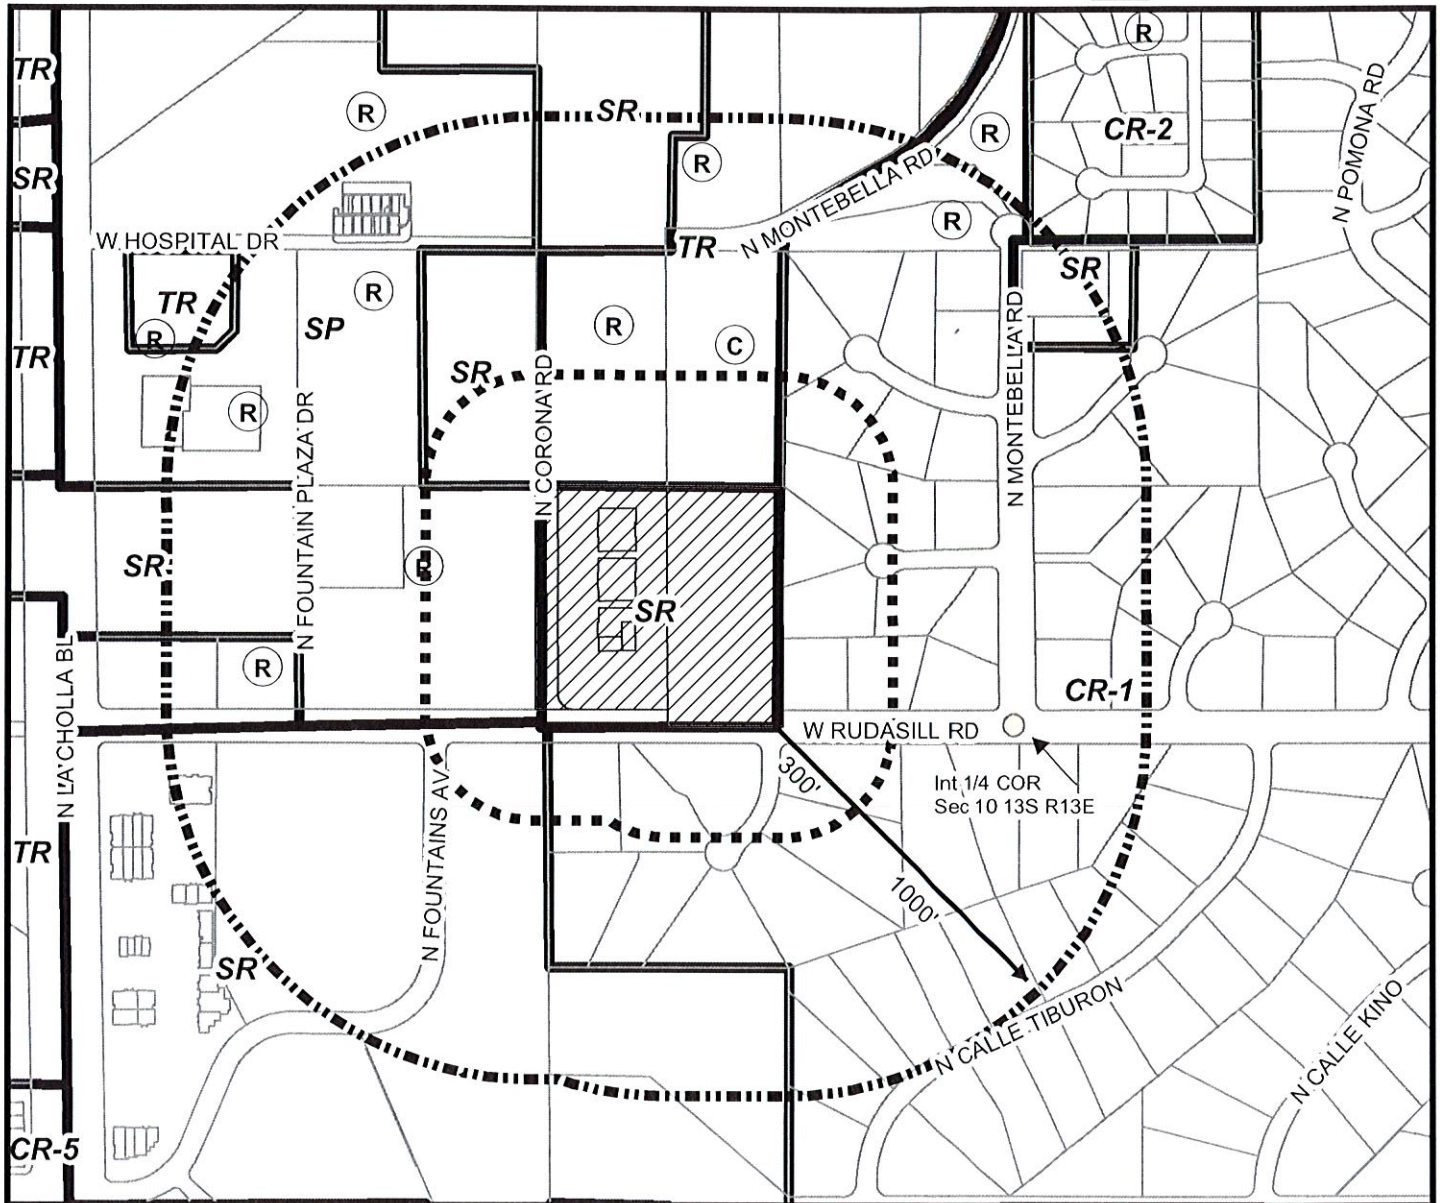 R
TR
N POMONA RD
R
SR
R
CR-2
R
N MONTEBELLA RD
SR
R
R
W HOSPITAL DR
TR
SR
TR
R
SP
R
R
C
TR
R
SR
N CORONA RD
N MONTEBELLA RD
R
N FOUNTAIN PLAZA DR
SR
SR
R
CR-1
N LA CHOLLA BL
W RUDASILL RD
300'
Int 1/4 COR
Sec 10 13S R13E
TR
N FOUNTAINS AV
1000'
SR
N CALLE TIBURON
N CALLE KINO
CR-5